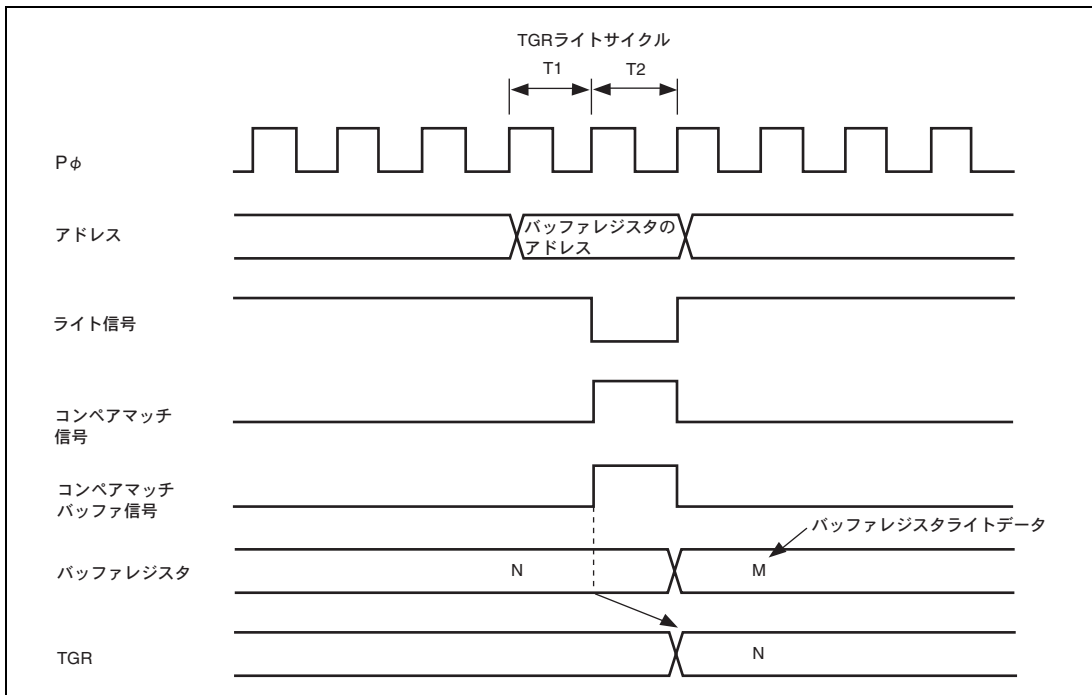 TGRライトサイクル
T1
T2
Pφ
アドレス
バッファレジスタの
アドレス
ライト信号
コンペアマッチ
信号
コンペアマッチ
バッファ信号
バッファレジスタライトデータ
バッファレジスタ
N
M
TGR
N